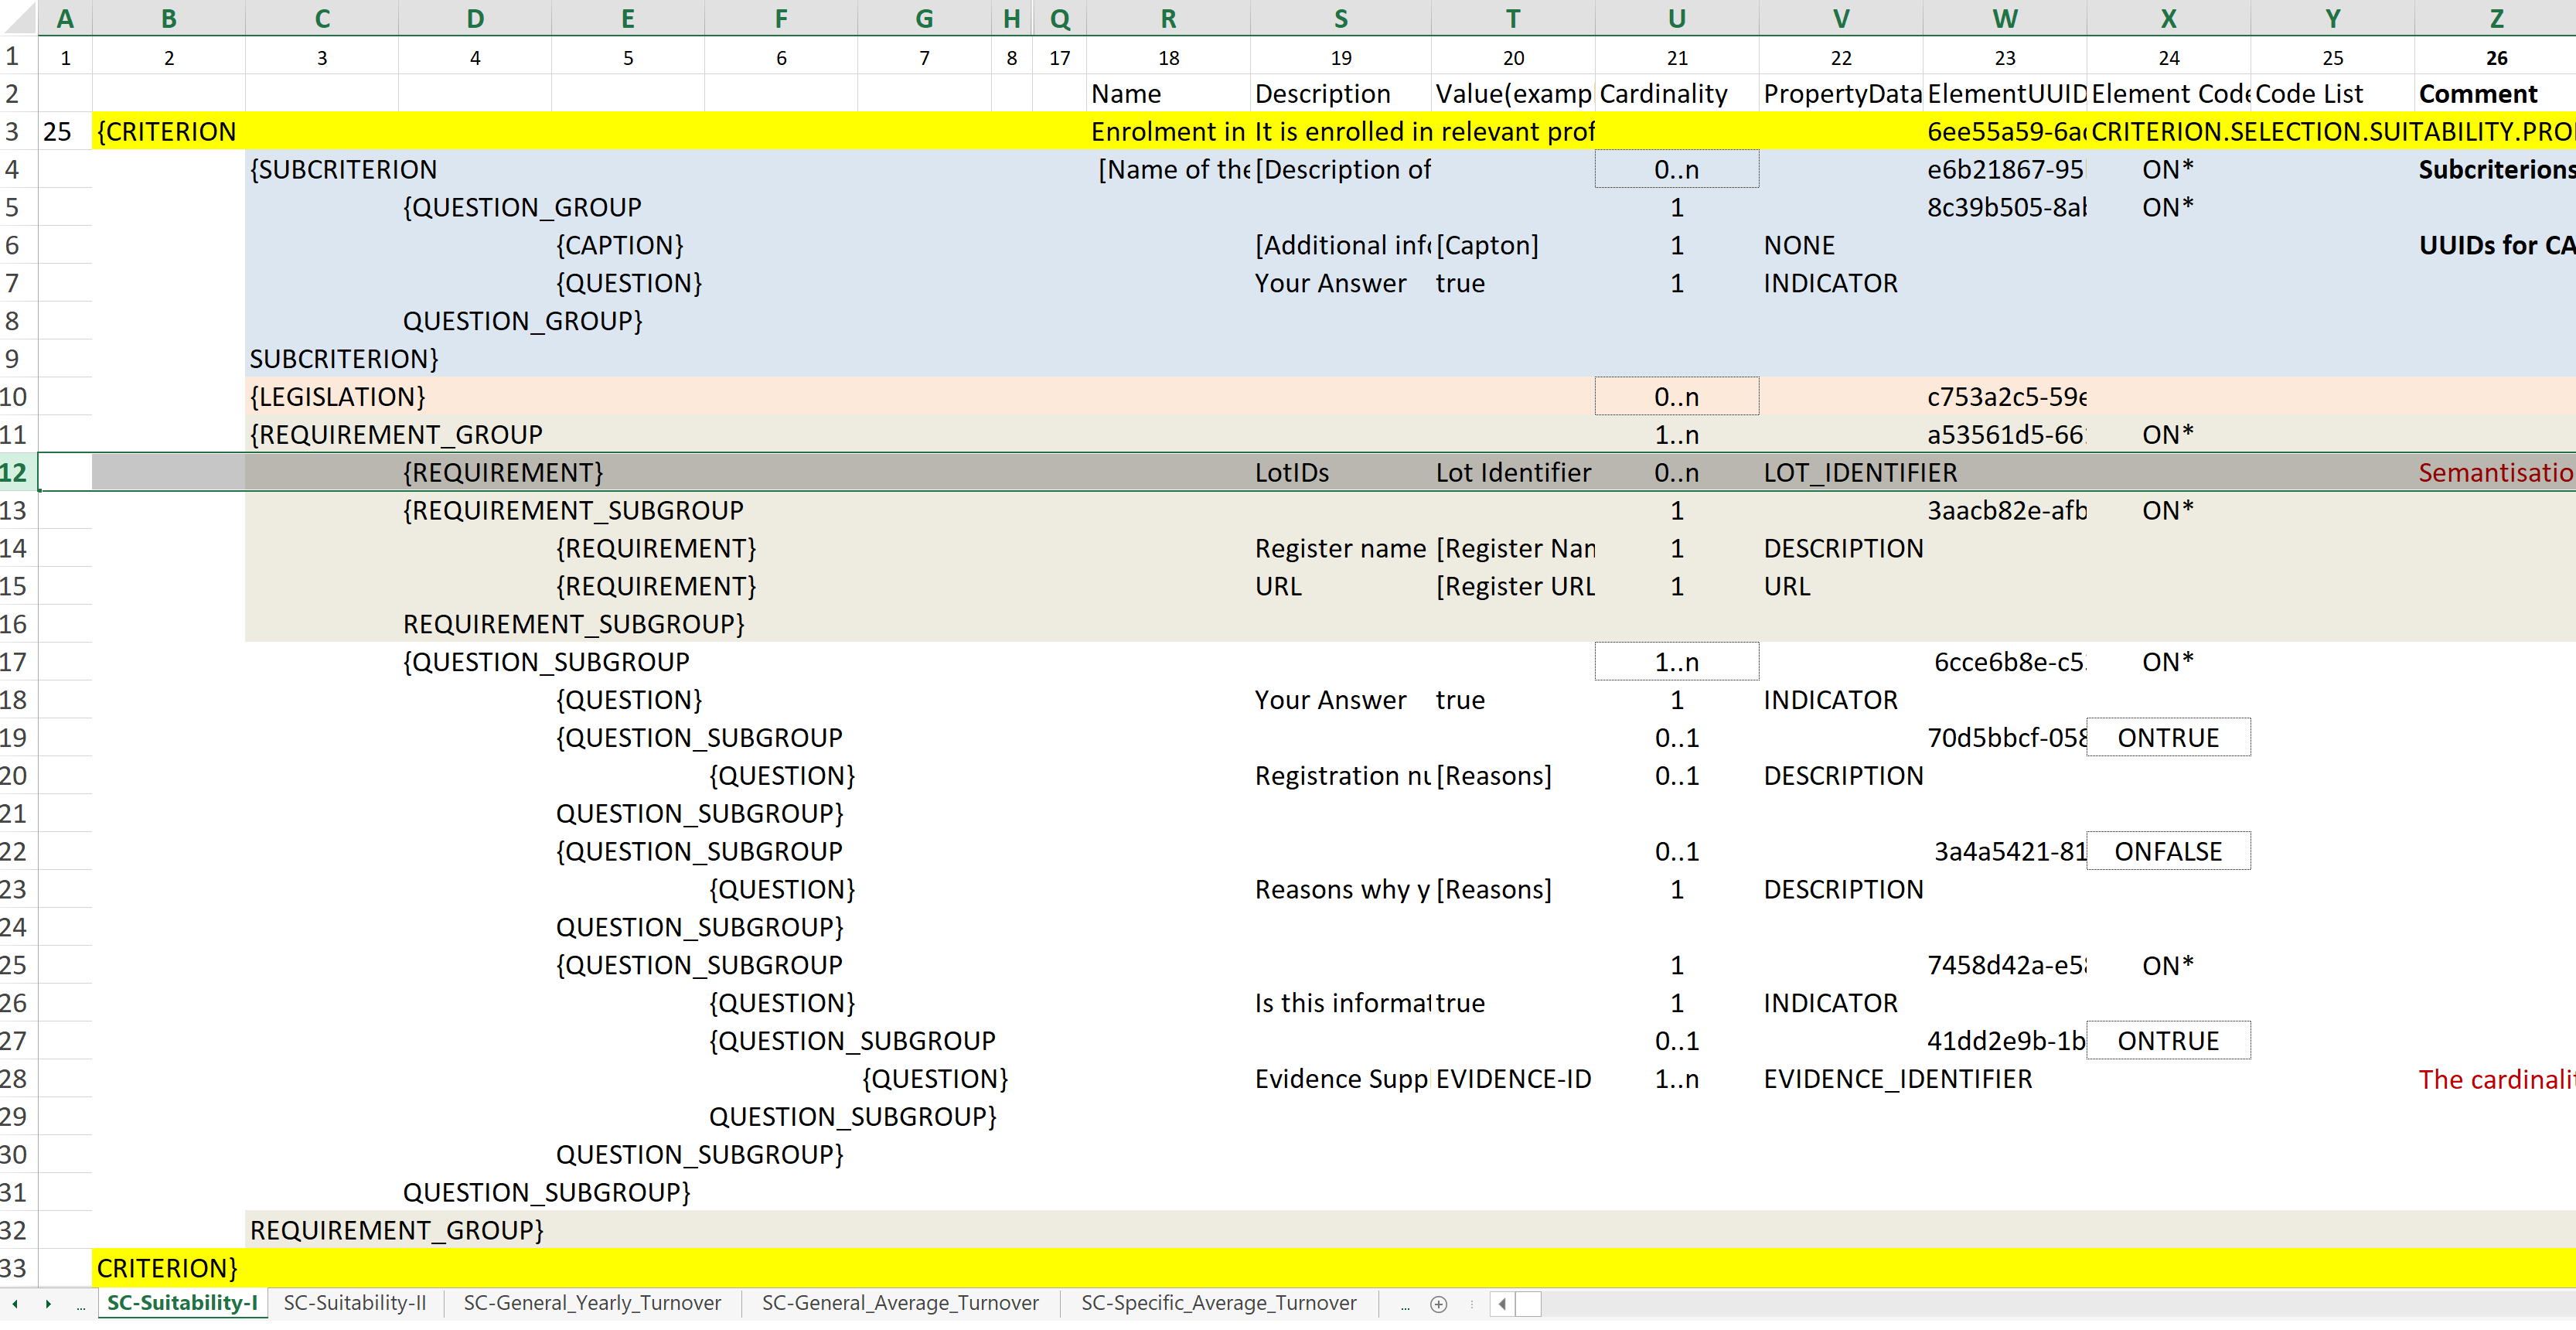 A B C D E F G H Q R S T U V W X Y Z
1 1 2 3 4 5 6 7 8 17 18 19 20 21 22 23 24 25 26
2 Name Description Value(examp Cardinality PropertyData ElementUUID Element Code Code List Comment
3 25 {CRITERION Enrolment in It is enrolled in relevant prof 6ee55a59-6a CRITERION.SELECTION.SUITABILITY.PRO
4 {SUBCRITERION [Name of the [Description of 0..n e6b21867-95 ON* Subcriterions
5 {QUESTION_GROUP 1 8c39b505-8a ON*
6 {CAPTION} [Additional inf [Capton] 1 NONE UUIDs for CA
7 {QUESTION} Your Answer true 1 INDICATOR
8 QUESTION_GROUP}
9 SUBCRITERION}
10 {LEGISLATION} 0..n c753a2c5-59e
11 {REQUIREMENT_GROUP 1..n a53561d5-66 ON*
12 {REQUIREMENT} LotIDs Lot Identifier 0..n LOT_IDENTIFIER Semantisatio
13 {REQUIREMENT_SUBGROUP 1 3aacb82e-afb ON*
14 {REQUIREMENT} Register name [Register Nan 1 DESCRIPTION
15 {REQUIREMENT} URL [Register URL 1 URL
16 REQUIREMENT_SUBGROUP}
17 {QUESTION_SUBGROUP 1..n 6cce6b8e-c5 ON*
18 {QUESTION} Your Answer true 1 INDICATOR
19 {QUESTION_SUBGROUP 0..1 70d5bbcf-058 ONTRUE
20 {QUESTION} Registration nu [Reasons] 0..1 DESCRIPTION
21 QUESTION_SUBGROUP}
22 {QUESTION_SUBGROUP 0..1 3a4a5421-81 ONFALSE
23 {QUESTION} Reasons why y [Reasons] 1 DESCRIPTION
24 QUESTION_SUBGROUP}
25 {QUESTION_SUBGROUP 1 7458d42a-e5 ON*
26 {QUESTION} Is this informat true 1 INDICATOR
27 {QUESTION_SUBGROUP 0..1 41dd2e9b-1b ONTRUE
28 {QUESTION} Evidence Supp EVIDENCE-ID 1..n EVIDENCE_IDENTIFIER The cardinalit
29 QUESTION_SUBGROUP}
30 QUESTION_SUBGROUP}
31 QUESTION_SUBGROUP}
32 REQUIREMENT_GROUP}
33 CRITERION}
... SC-Suitability-I SC-Suitability-II SC-General_Yearly_Turnover SC-General_Average_Turnover SC-Specific_Average_Turnover ...